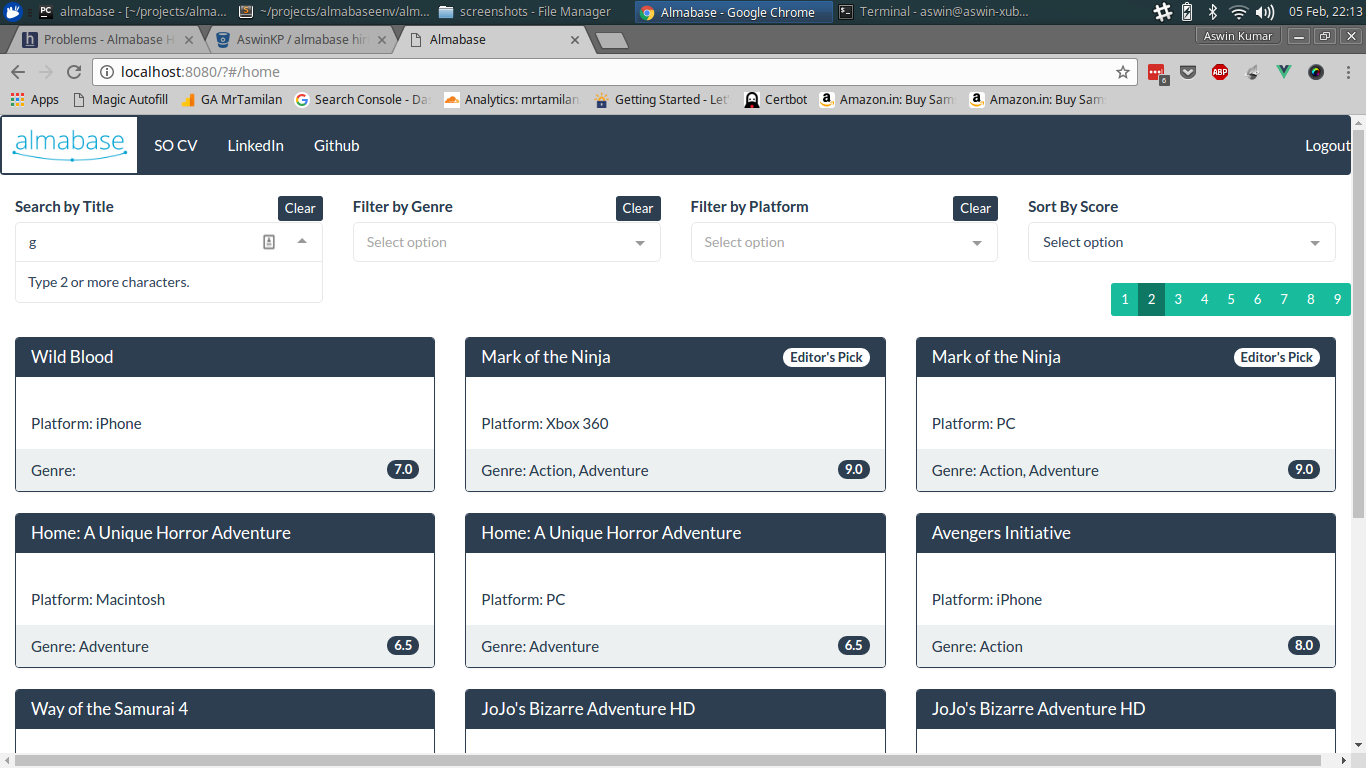 almabase - [~/projects/alma... ~/projects/almabaseenv/alm... screenshots - File Manager Almabase - Google Chrome Terminal - aswin@aswin-xub... 05 Feb, 22:13
Problems - Almabase H AswinKP / almabase hiri Almabase Aswin Kumar
localhost:8080/?#/home 6
Apps Magic Autofill GA MrTamilan Search Console - Da Analytics: mrtamilan. Getting Started - Let' Certbot Amazon.in: Buy Sam Amazon.in: Buy Sam
almabase SO CV LinkedIn Github Logout
Search by Title Clear Filter by Genre Clear Filter by Platform Clear Sort By Score
g Select option Select option Select option
Type 2 or more characters.
1 2 3 4 5 6 7 8 9
Wild Blood Mark of the Ninja Editor's Pick Mark of the Ninja Editor's Pick
Platform: iPhone Platform: Xbox 360 Platform: PC
Genre: 7.0 Genre: Action, Adventure 9.0 Genre: Action, Adventure 9.0
Home: A Unique Horror Adventure Home: A Unique Horror Adventure Avengers Initiative
Platform: Macintosh Platform: PC Platform: iPhone
Genre: Adventure 6.5 Genre: Adventure 6.5 Genre: Action 8.0
Way of the Samurai 4 JoJo's Bizarre Adventure HD JoJo's Bizarre Adventure HD